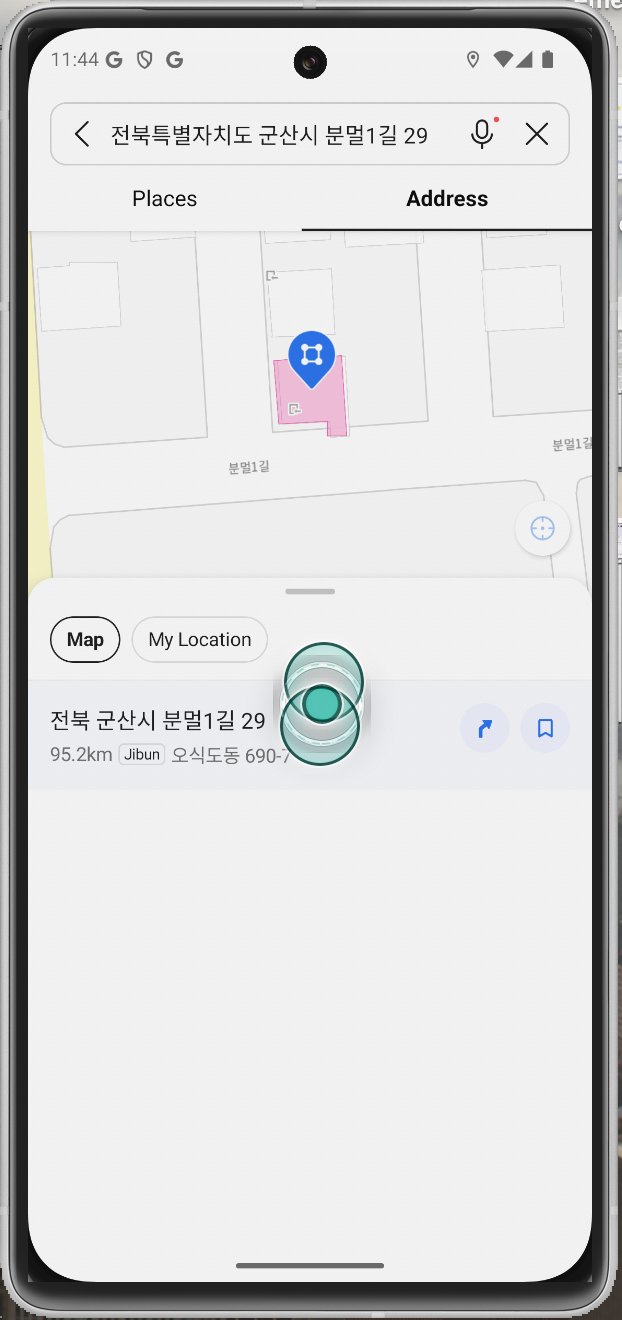 11:44
전북특별자치도 군산시 분멀1길 29
Places
Address
분멀1길
분멀1길
Map
My Location
전북 군산시 분멀1길 29
95.2km Jibun 오식도동